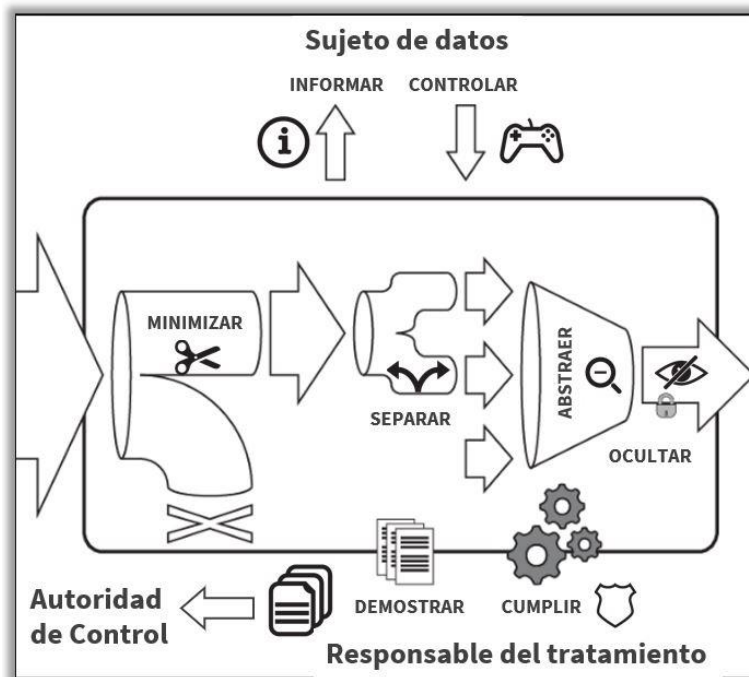 Sujeto de datos
INFORMAR
CONTROLAR
MINIMIZAR
SEPARAR
ABSTRAER
OCULTAR
Autoridad
de Control
DEMOSTRAR
CUMPLIR
Responsable del tratamiento